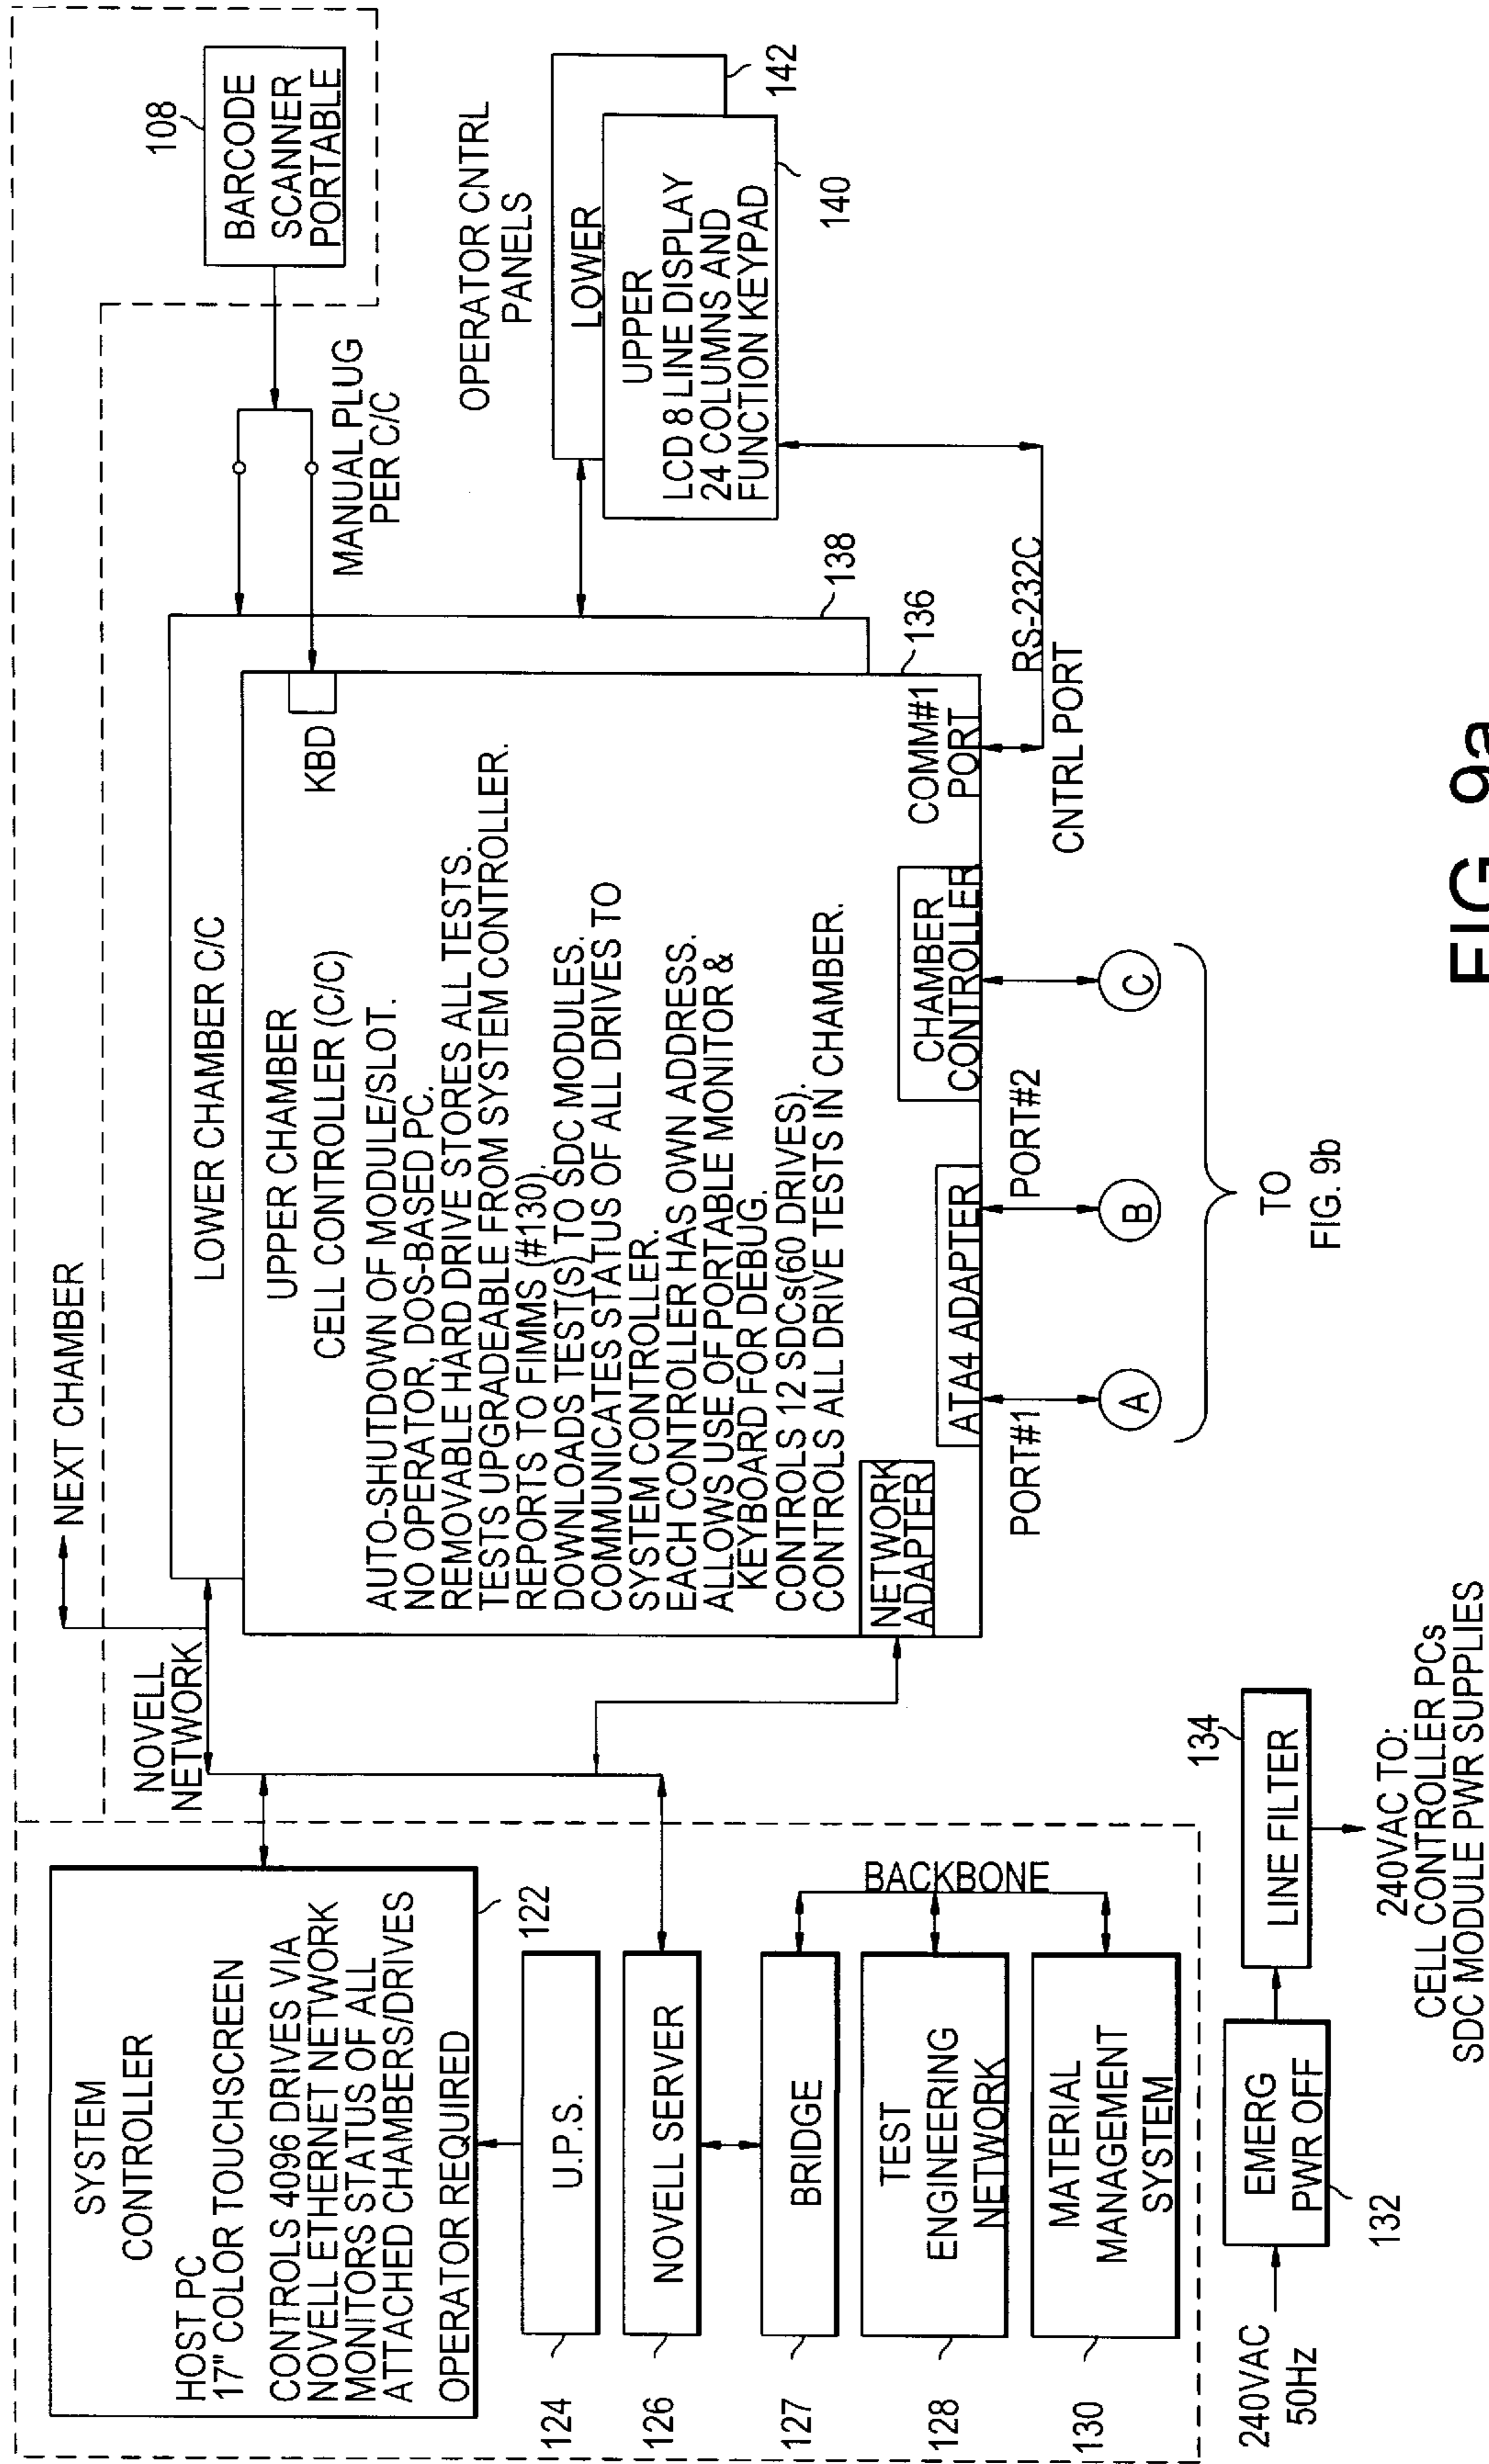 SYSTEM
CONTROLLER
HOST PC
17" COLOR TOUCHSCREEN
CONTROLS 4096 DRIVES VIA
NOVELL ETHERNET NETWORK
MONITORS STATUS OF ALL
ATTACHED CHAMBERS/DRIVES
OPERATOR REQUIRED
122
U.P.S.
124
NOVELL SERVER
126
BRIDGE
127
TEST
ENGINEERING
NETWORK
128
MATERIAL
MANAGEMENT
SYSTEM
130
BACKBONE
240VAC
50Hz
EMERG
PWR OFF
132
LINE FILTER
134
240VAC TO:
CELL CONTROLLER PCs
SDC MODULE PWR SUPPLIES
NOVELL
NETWORK
NEXT CHAMBER
LOWER CHAMBER C/C
UPPER CHAMBER
CELL CONTROLLER (C/C)
AUTO-SHUTDOWN OF MODULE/SLOT.
NO OPERATOR, DOS-BASED PC.
REMOVABLE HARD DRIVE STORES ALL TESTS.
TESTS UPGRADEABLE FROM SYSTEM CONTROLLER.
REPORTS TO FIMMS (#130).
DOWNLOADS TEST(S) TO SDC MODULES.
COMMUNICATES STATUS OF ALL DRIVES TO
SYSTEM CONTROLLER.
EACH CONTROLLER HAS OWN ADDRESS.
ALLOWS USE OF PORTABLE MONITOR &
KEYBOARD FOR DEBUG.
CONTROLS 12 SDCs(60 DRIVES).
CONTROLS ALL DRIVE TESTS IN CHAMBER.
NETWORK
ADAPTER
ATA4 ADAPTER
CHAMBER
CONTROLLER
COMM#1
PORT
KBD
138
136
PORT#1
PORT#2
A
B
C
TO
FIG. 9b
CNTRL PORT
RS-232C
MANUAL PLUG
PER C/C
108
BARCODE
SCANNER
PORTABLE
OPERATOR CNTRL
PANELS
LOWER
UPPER
LCD 8 LINE DISPLAY
24 COLUMNS AND
FUNCTION KEYPAD
142
140
FIG. 9a